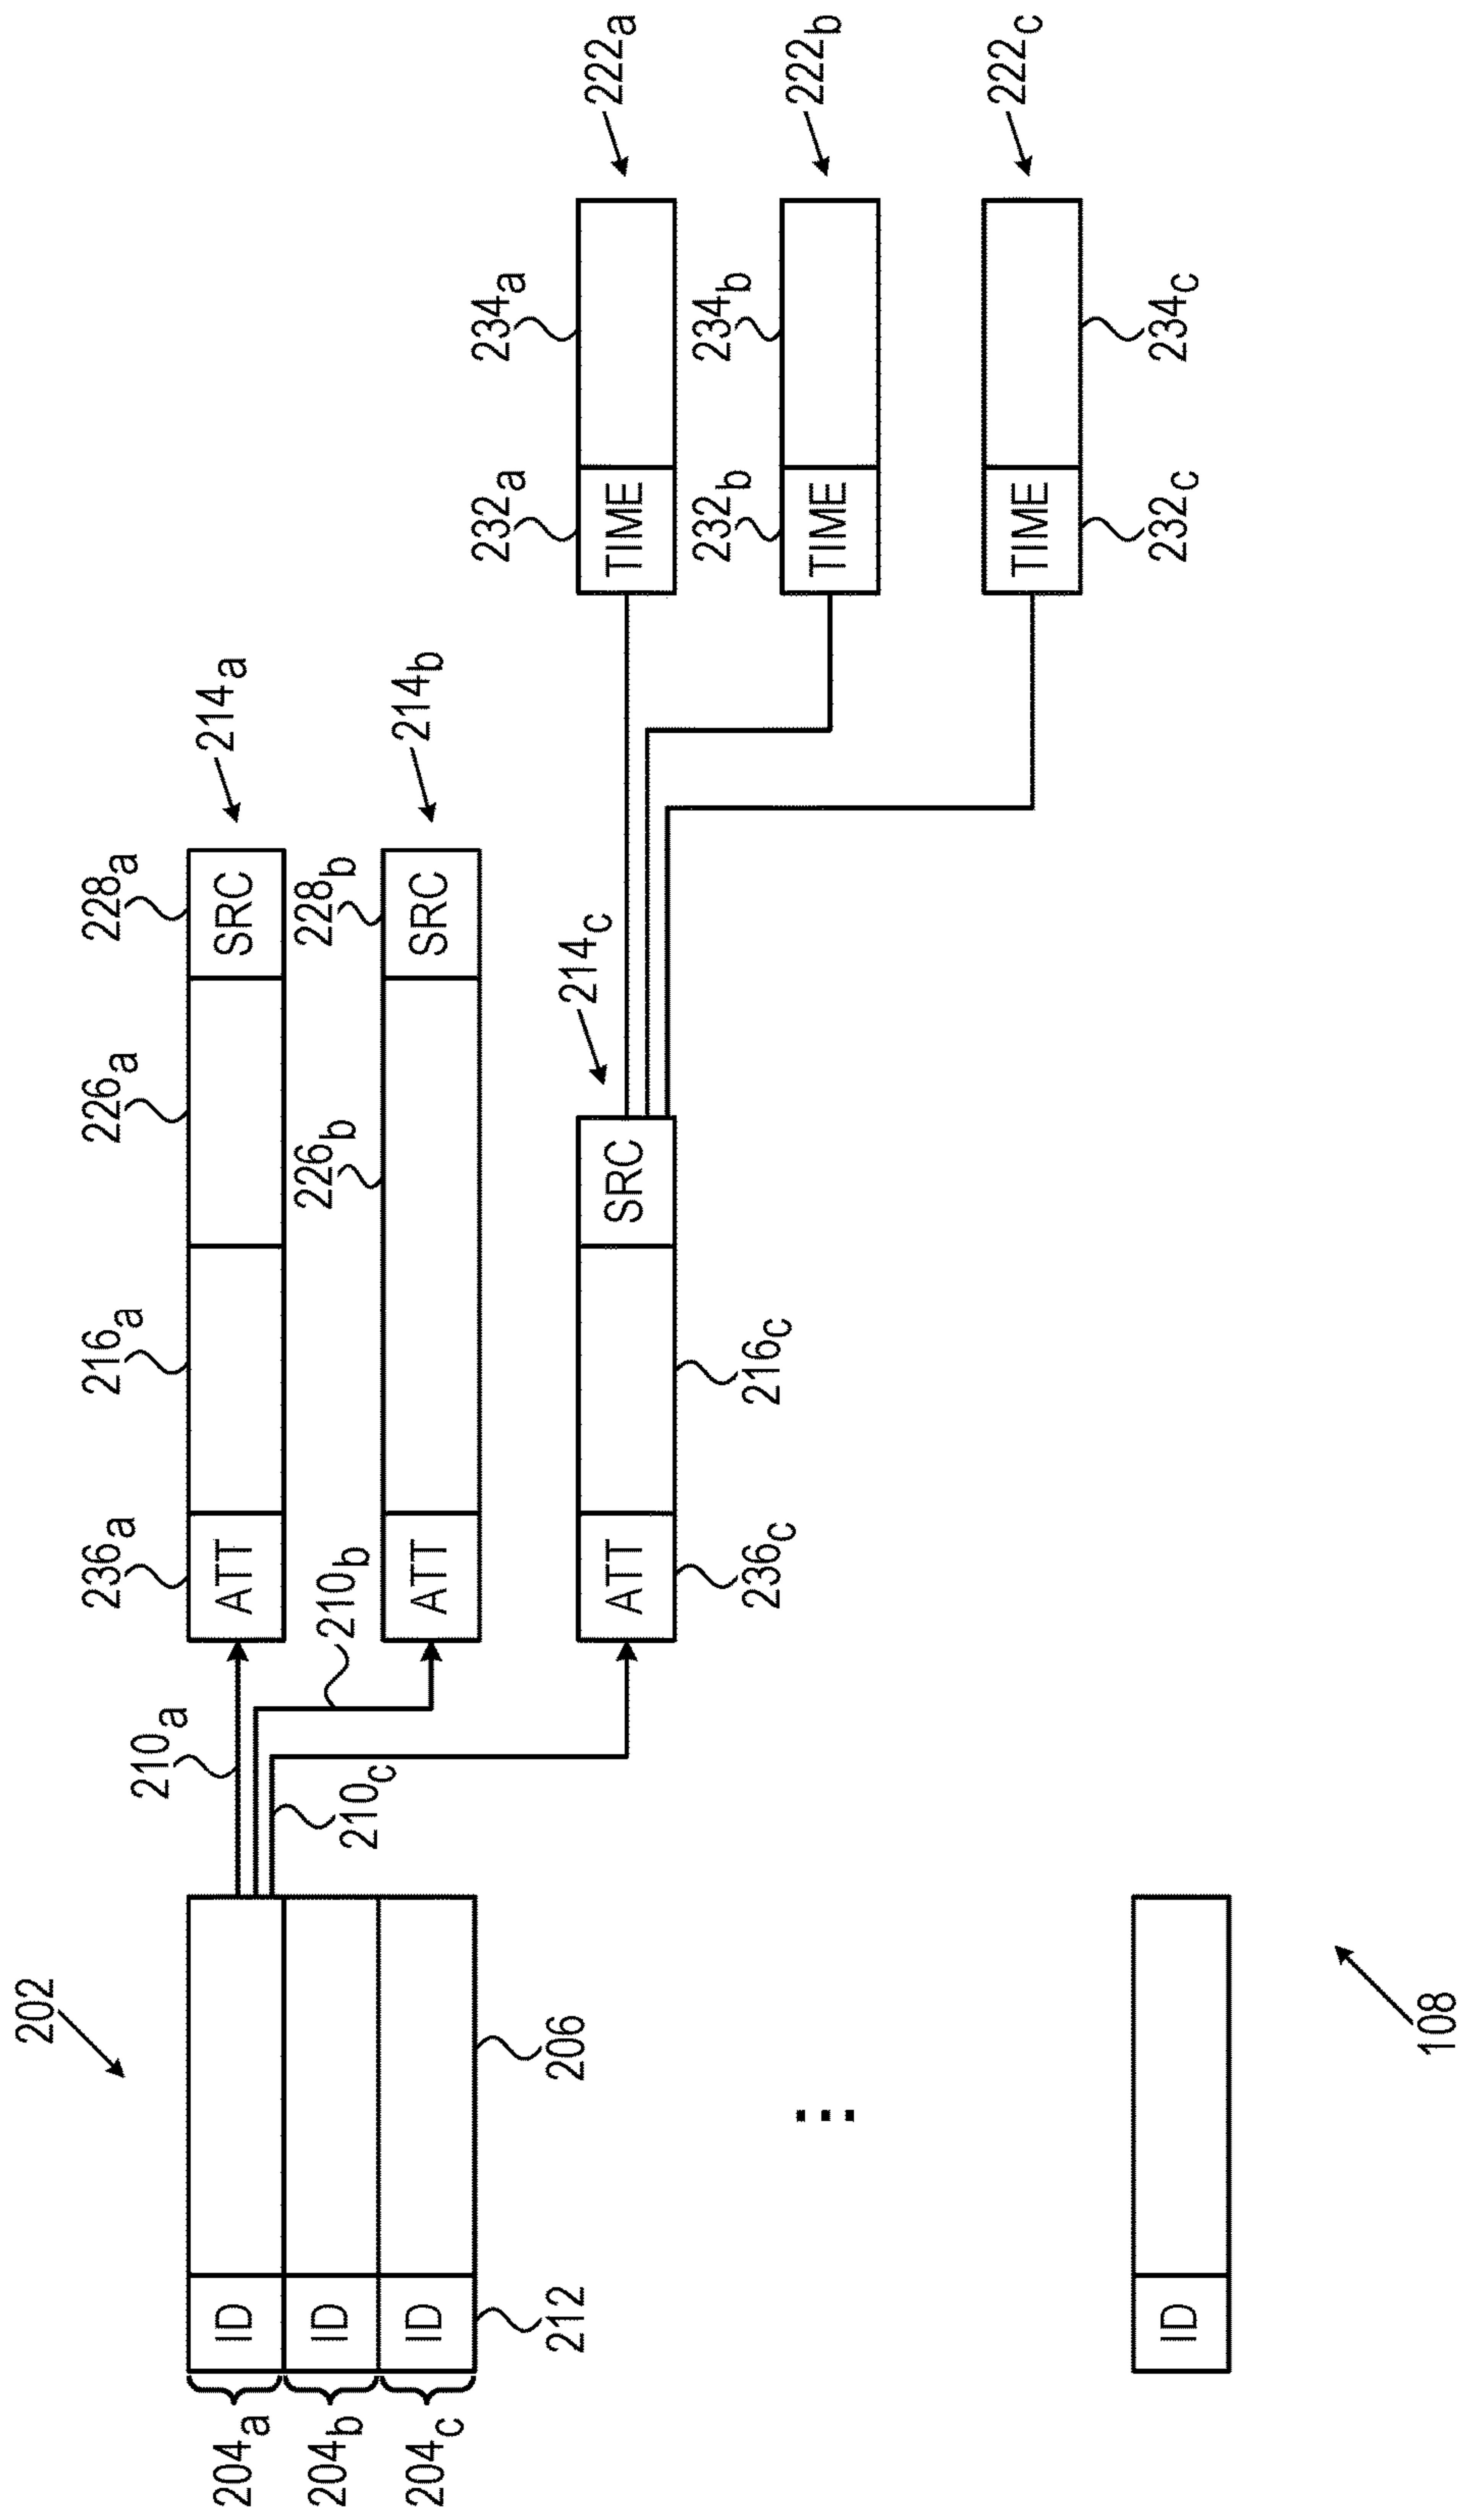 202
204a
204b
204c
ID
ID
ID
212
206
210a
210b
210c
236a
216a
226a
228a
214a
ATT
SRC
226b
228b
214b
ATT
SRC
214c
ATT
SRC
236c
216c
232a
234a
222a
TIME
232b
234b
222b
TIME
222c
TIME
232c
234c
ID
108